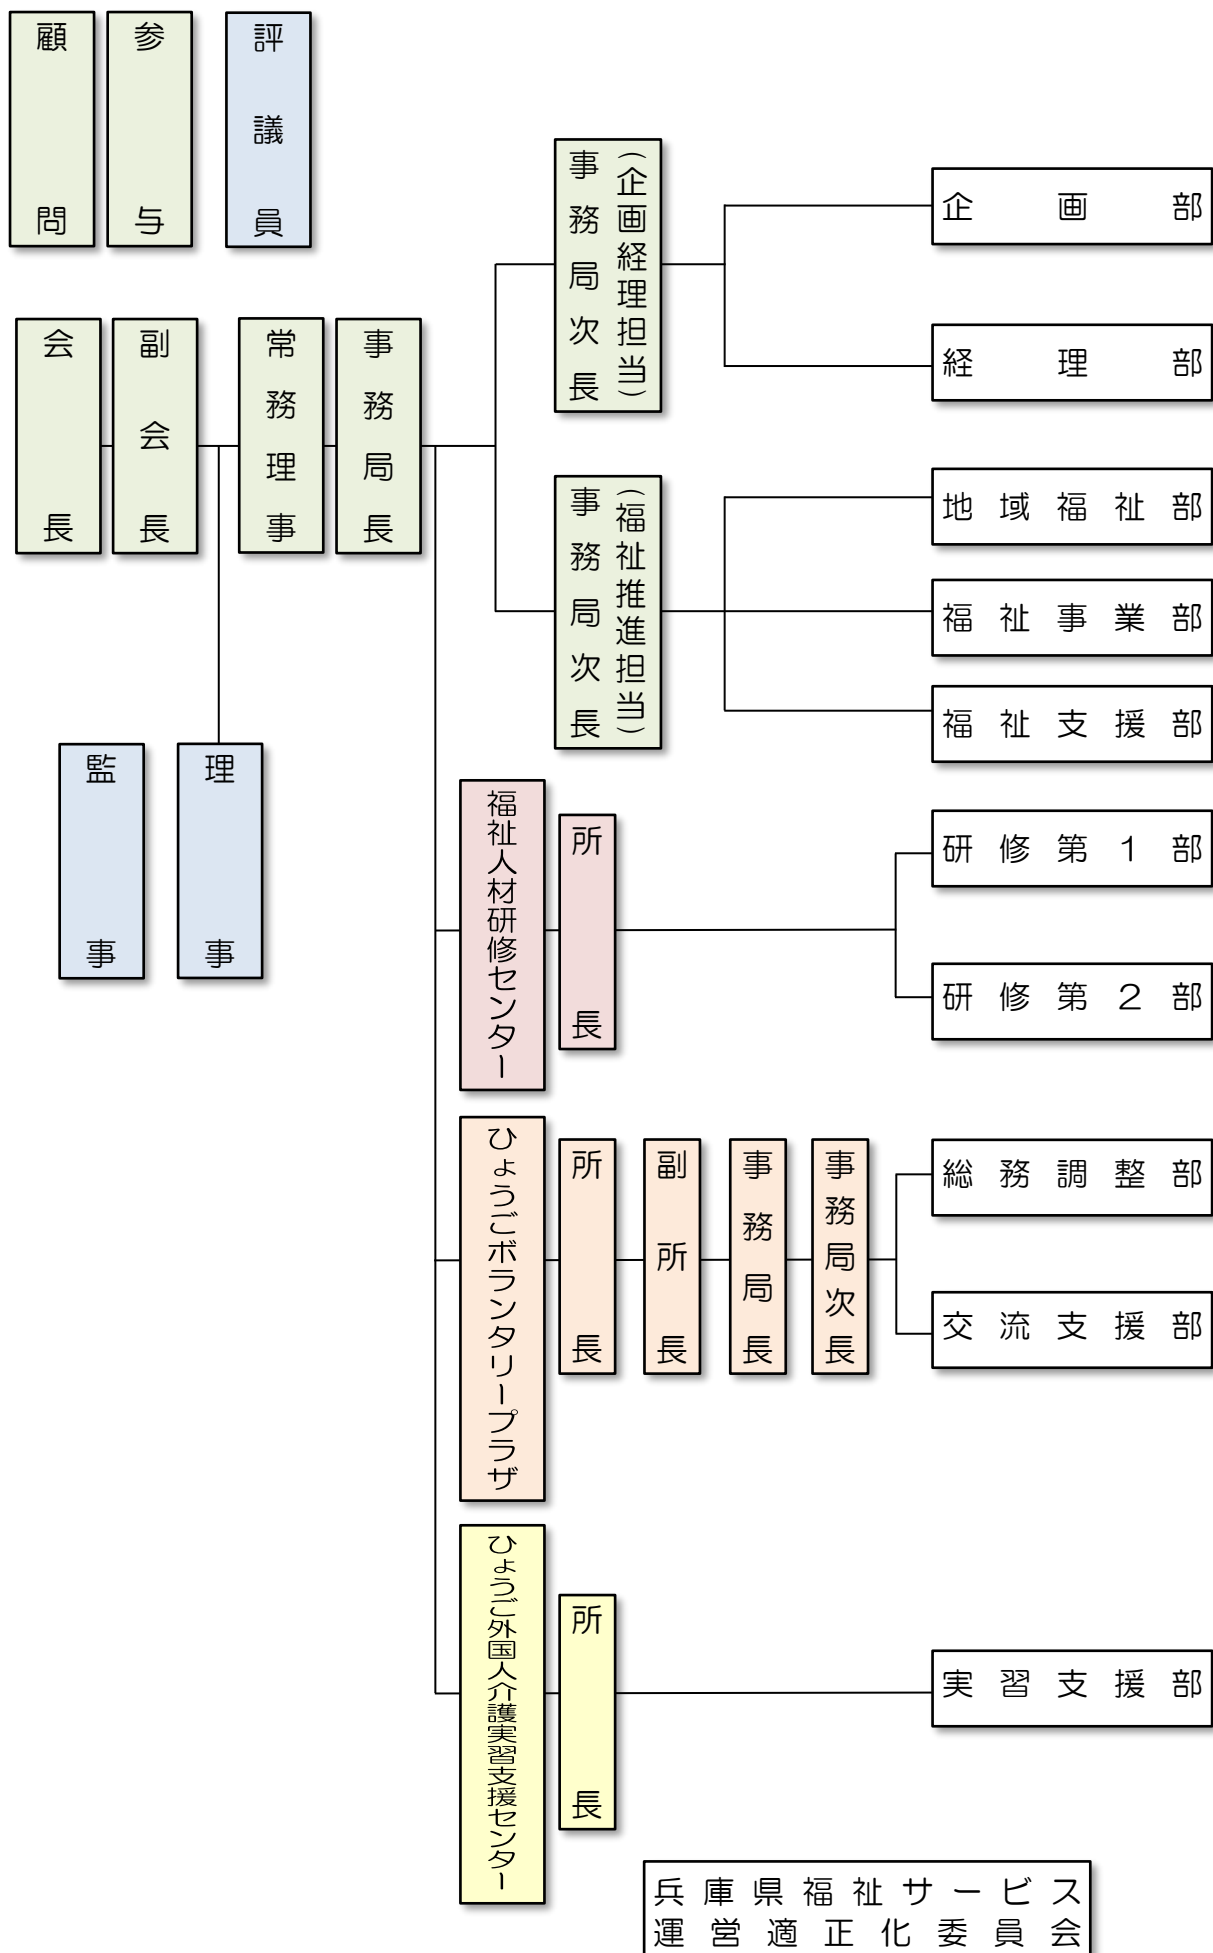 顧問
参与
評議員
会長
副会長
常務理事
事務局長
監事
理事
事務局次長
（企画経理担当）
企画部
経理部
事務局次長
（福祉推進担当）
地域福祉部
福祉事業部
福祉支援部
福祉人材研修センター
所長
研修第１部
研修第２部
ひょうごボランタリープラザ
所長
副所長
事務局長
事務局次長
総務調整部
交流支援部
ひょうご外国人介護実習支援センター
所長
実習支援部
兵庫県福祉サービス
運営適正化委員会